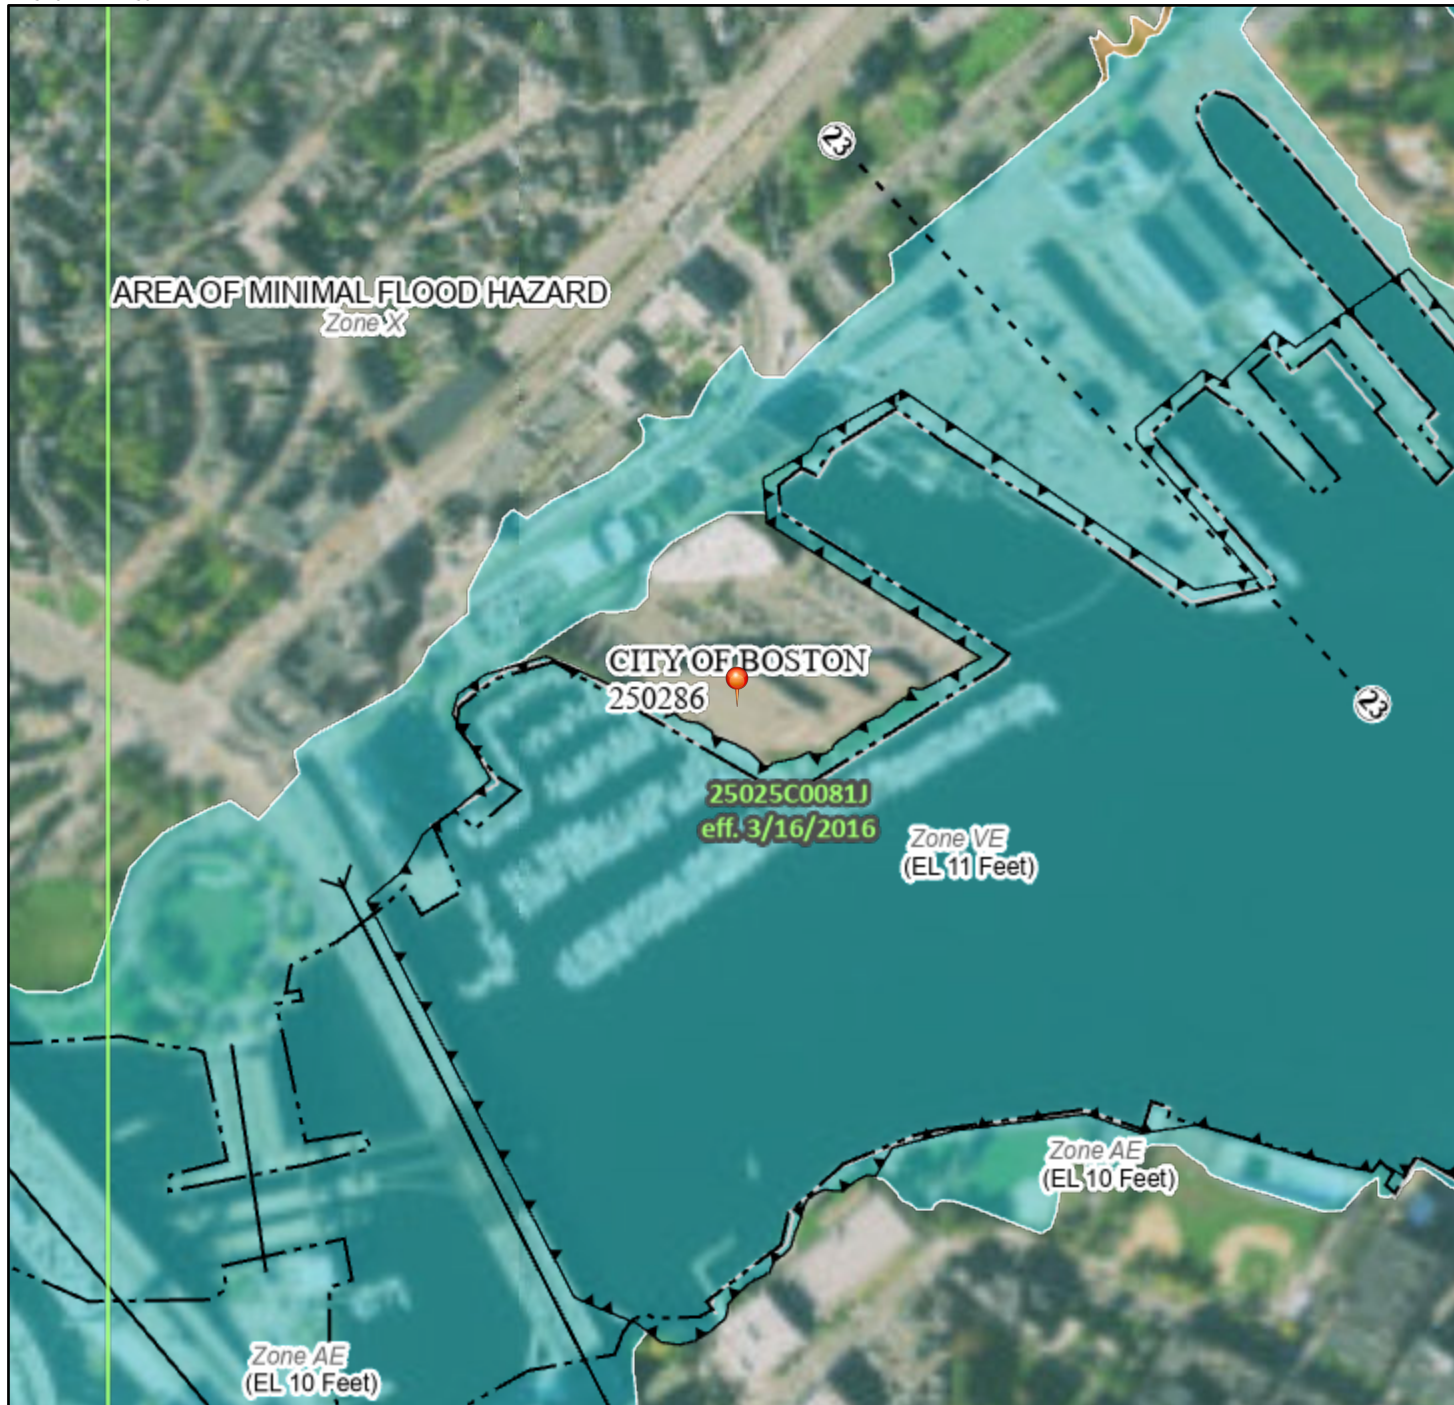 23
AREA OF MINIMAL FLOOD HAZARD
Zone X
CITY OF BOSTON
250286
23
25025C0081J
eff. 3/16/2016
Zone VE
(EL 11 Feet)
Zone AE
(EL 10 Feet)
Zone AE
(EL 10 Feet)